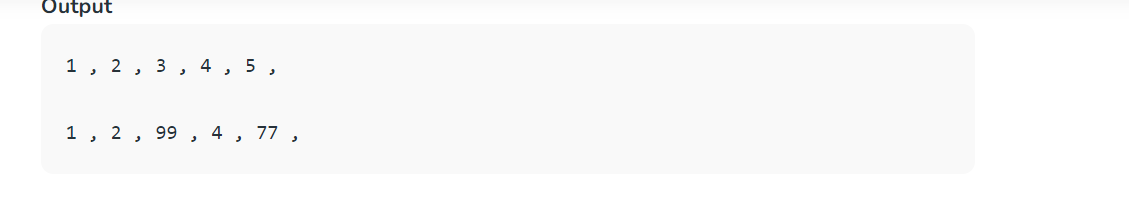 Output
1 , 2 , 3 , 4 , 5 ,
1 , 2 , 99 , 4 , 77 ,